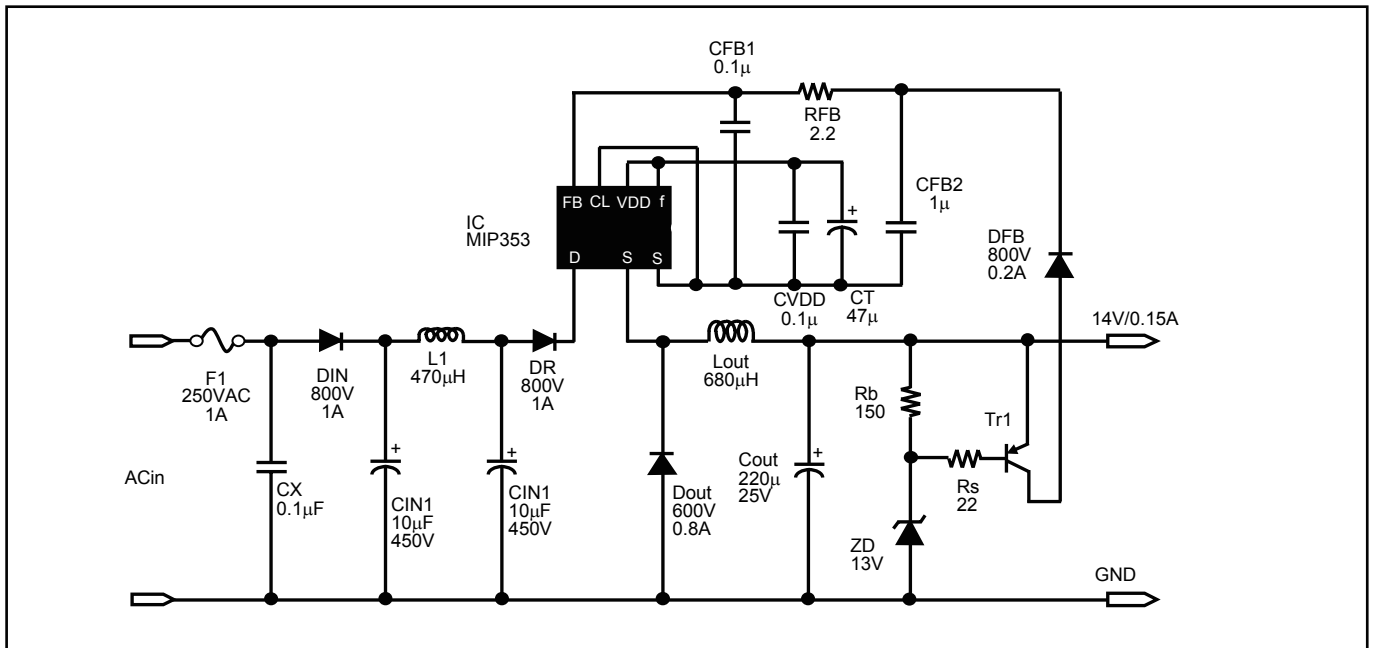 CFB1
0.1μ
RFB
2.2
CFB2
1μ
IC
MIP353
FB CL VDD f
D S S
DFB
800V
0.2A
CVDD
0.1μ
CT
+
47μ
14V/0.15A
F1
250VAC
1A
DIN
800V
1A
L1
470μH
DR
800V
1A
Lout
680μH
Rb
150
Tr1
ACin
CX
0.1μF
+
CIN1
10μF
450V
+
CIN1
10μF
450V
Dout
600V
0.8A
+
Cout
220μ
25V
Rs
22
ZD
13V
GND